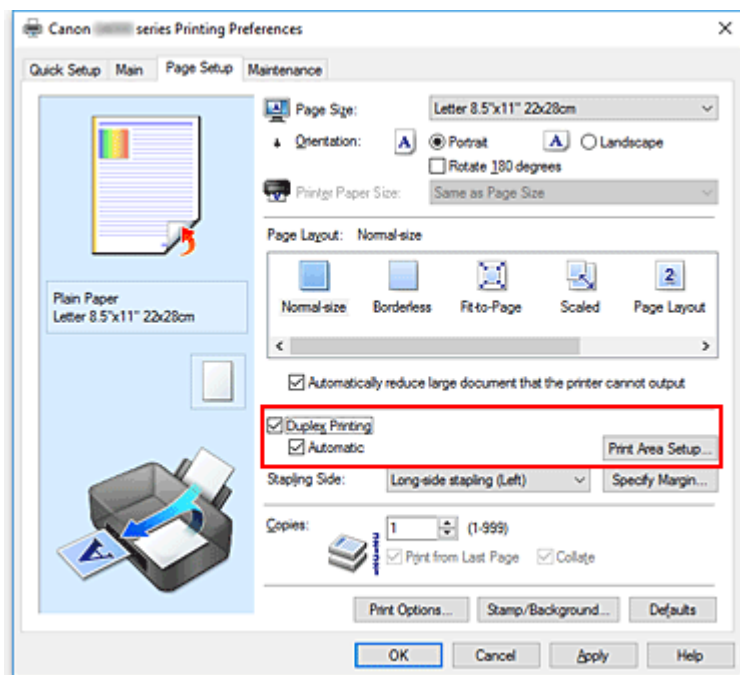 Canon series Printing Preferences
Quick Setup Main Page Setup Maintenance
Page Size: Letter 8.5"x11" 22x28cm
Orientation: A Portrait A Landscape
Rotate 180 degrees
Printer Paper Size: Same as Page Size
Page Layout: Normal-size
2
Normal-size Borderless Fit-to-Page Scaled Page Layout
Plain Paper
Letter 8.5"x11" 22x28cm
Automatically reduce large document that the printer cannot output
Duplex Printing
Automatic Print Area Setup...
Stapling Side: Long-side stapling (Left) Specify Margin...
Copies: 1 (1-999)
Print from Last Page Collate
A
Print Options... Stamp/Background... Defaults
OK Cancel Apply Help